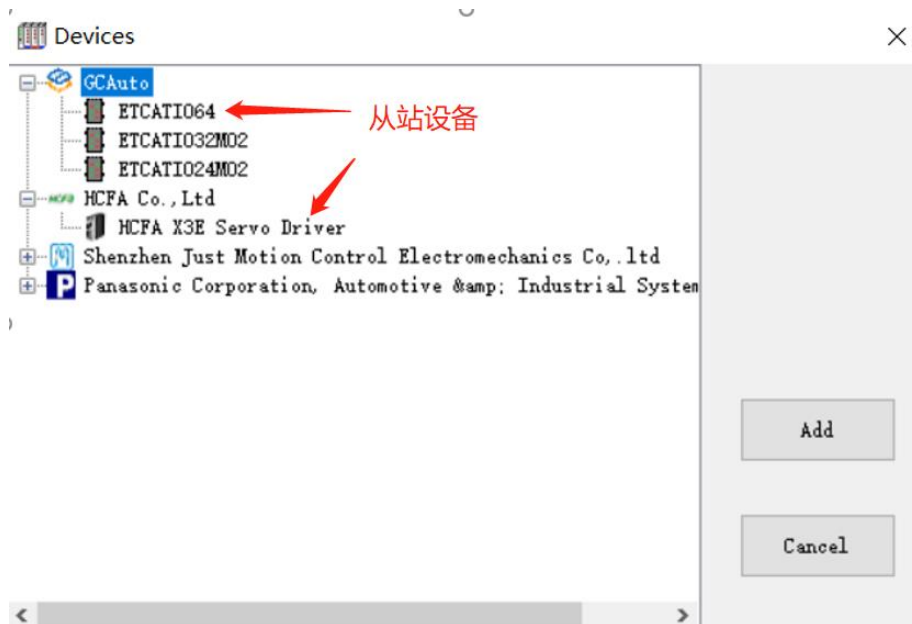 Devices
GCAuto
ETCATIO64
从站设备
ETCATIO32M02
ETCATIO24M02
HCFA HCFA Co.,Ltd
HCFA X3E Servo Driver
Shenzhen Just Motion Control Electromechanics Co,.ltd
P Panasonic Corporation, Automotive &amp; Industrial System
Add
Cancel